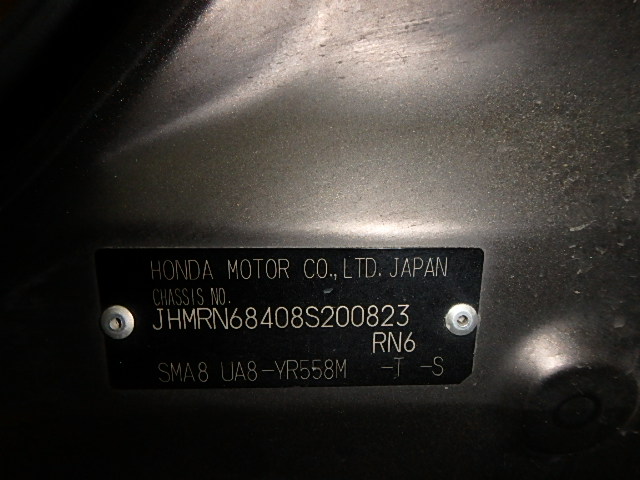 HONDA MOTOR CO.,LTD. JAPAN
CHASSIS NO.
JHMRN68408S200823
RN6
SMA8 UA8-YR558M -T -S